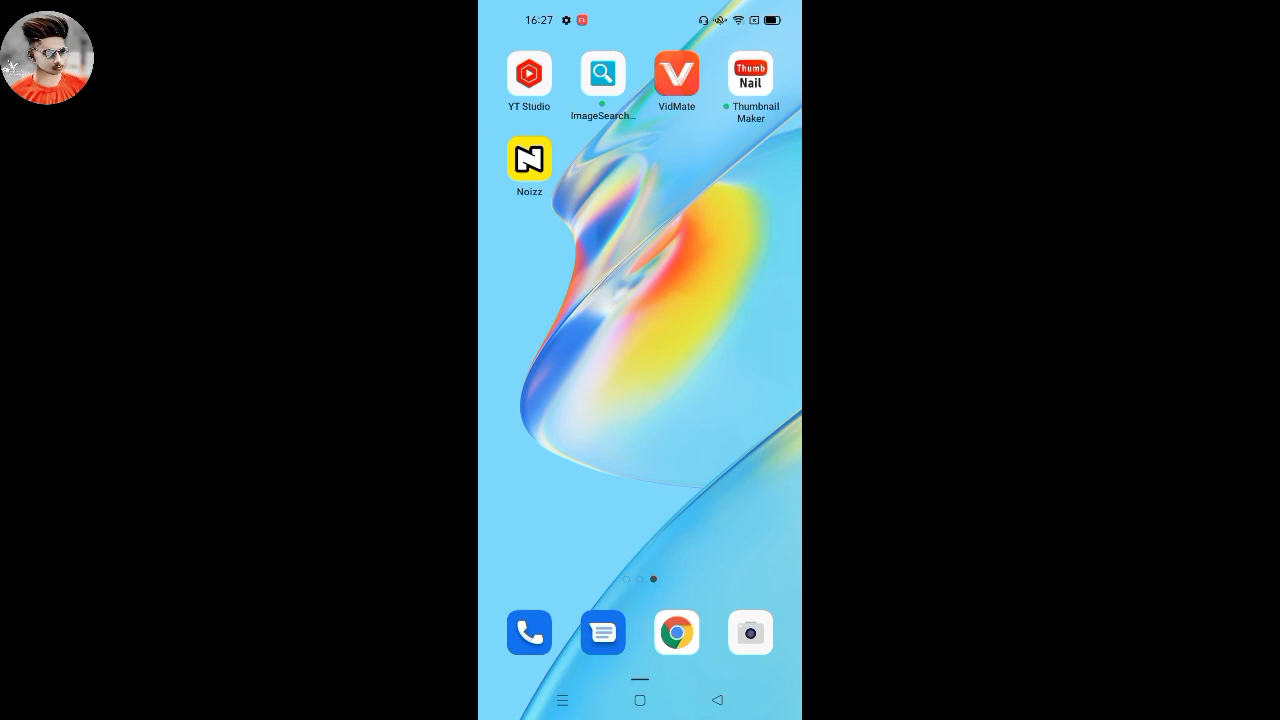 16:27
YT Studio
ImageSearch...
VidMate
Thumb
Nail
Thumbnail
Maker
Noizz